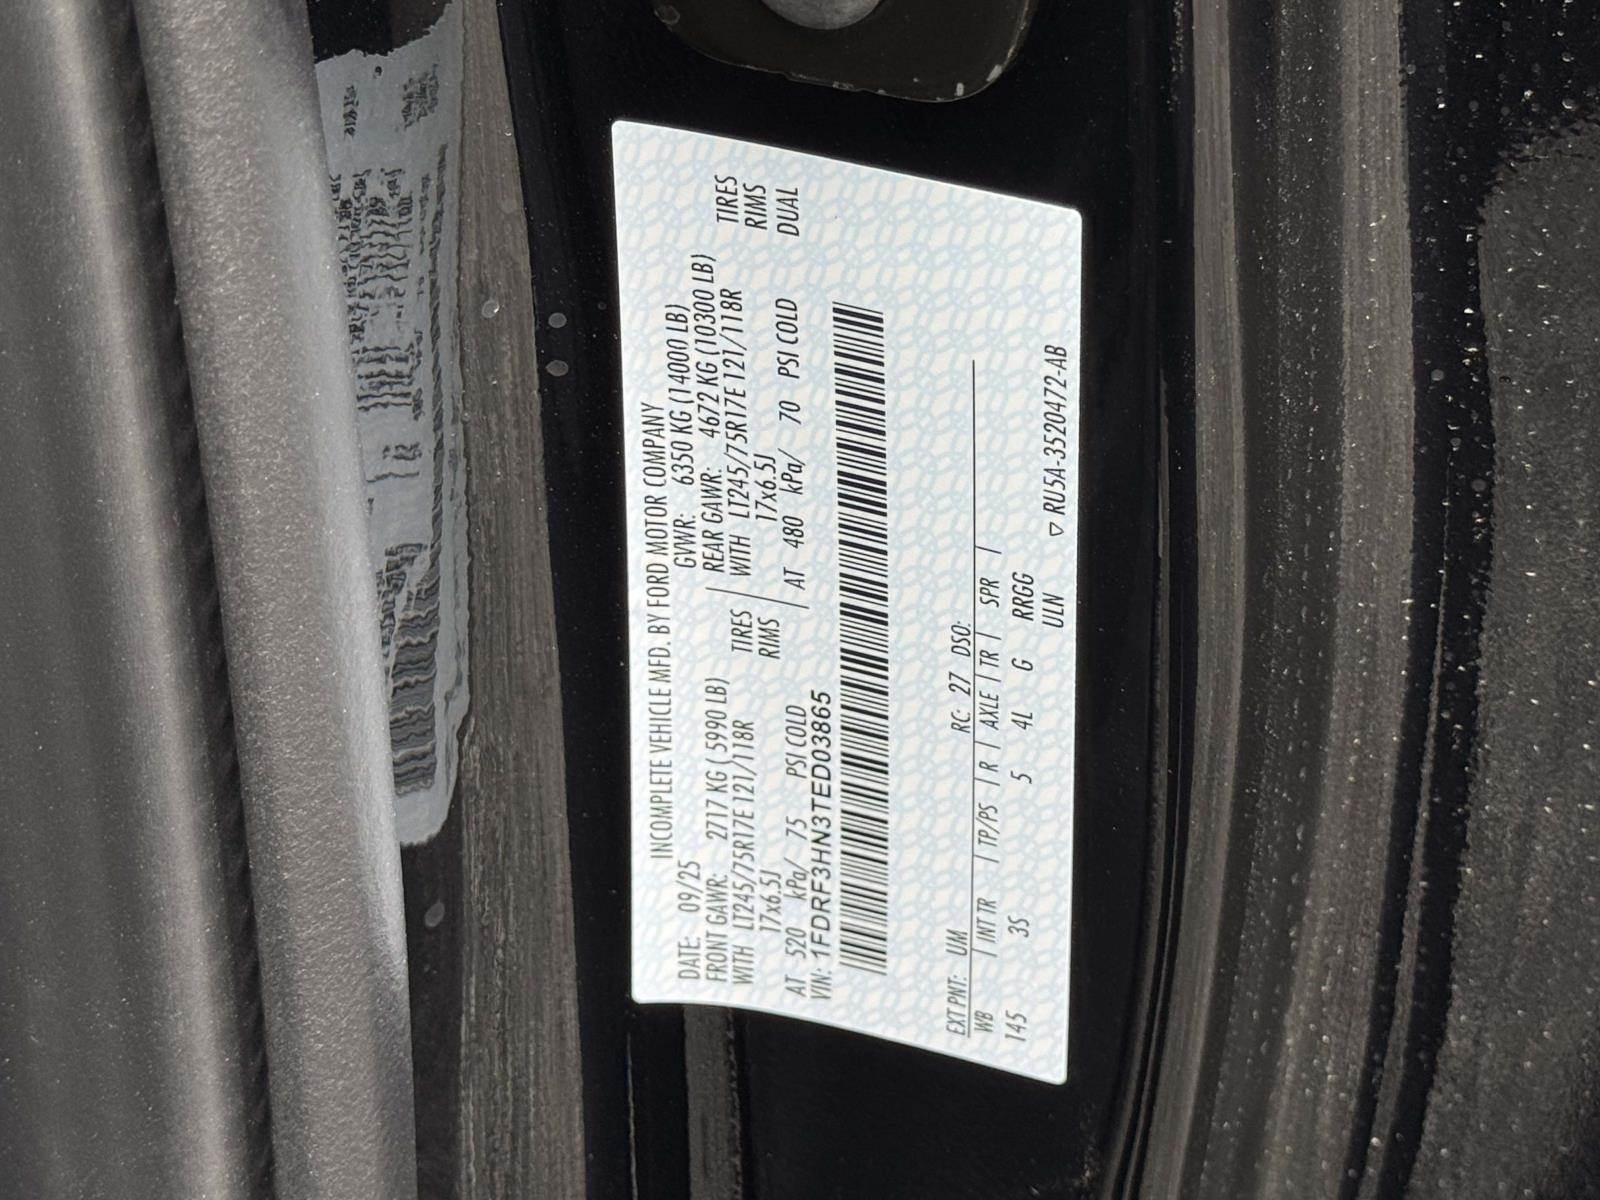 INCOMPLETE VEHICLE MFD. BY FORD MOTOR COMPANY
DATE: 09/25 GVWR: 6350 KG (14000 LB)
FRONT GAWR: 2717 KG (5990 LB) REAR GAWR: 4672 KG (10300 LB)
WITH LT245/75R17E 121/118R TIRES WITH LT245/75R17E 121/118R TIRES
17x6.5J RIMS 17x6.5J RIMS
AT 520 kPa/ 75 PSI COLD AT 480 kPa/ 70 PSI COLD DUAL
VIN: 1FDRF3HN3TED03865
EXT PNT: UM RC: 27 DSO:
WB | INT TR | TP/PS | R | AXLE | TR | SPR |
145 3S 5 4L G RRGG
ULN ▽ RU5A-3520472-AB